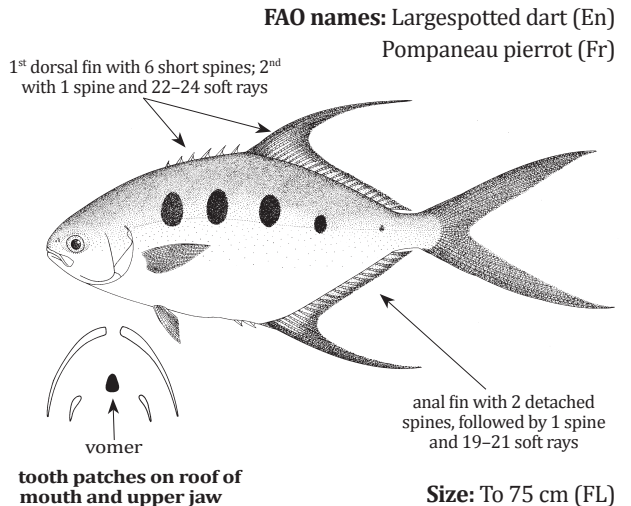 FAO names: Largespotted dart (En)
Pompaneau pierrot (Fr)
1st dorsal fin with 6 short spines; 2nd
with 1 spine and 22–24 soft rays
anal fin with 2 detached
spines, followed by 1 spine
and 19–21 soft rays
vomer
tooth patches on roof of
mouth and upper jaw
Size: To 75 cm (FL)